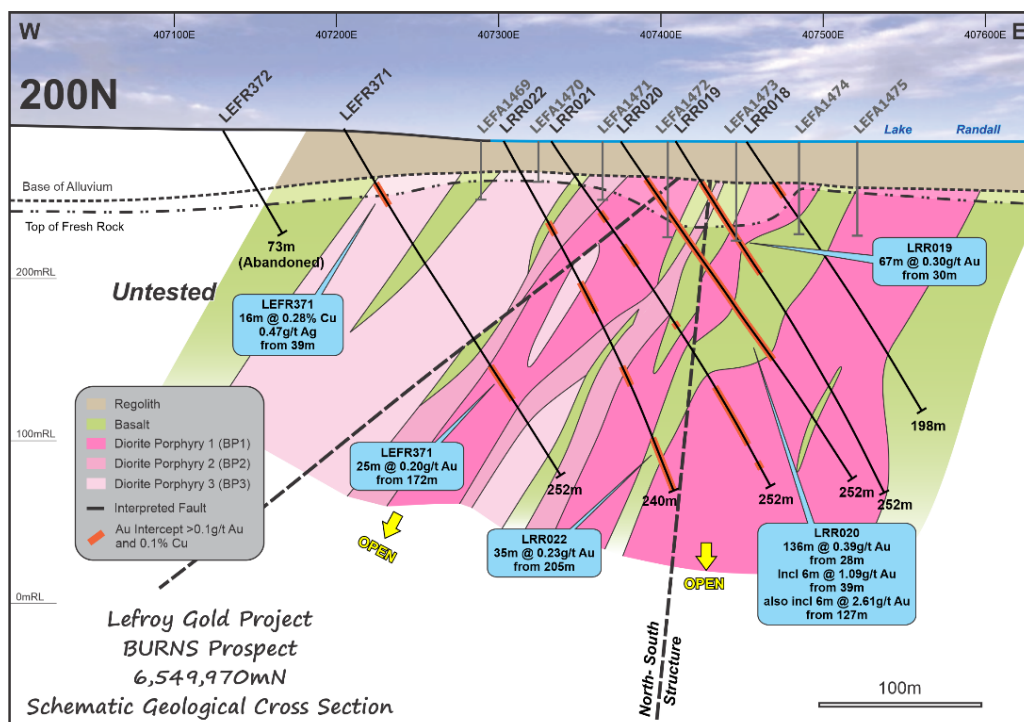 W
407100E
407200E
407300E
407400E
407500E
407600E
E
200N
LEFR372
LEFR371
LEFA1469
LRR022
LEFA1470
LRR021
LEFA1471
LRR020
LEFA1472
LRR019
LEFA1473
LRR018
LEFA1474
LEFA1475
Lake Randall
Base of Alluvium
Top of Fresh Rock
73m
(Abandoned)
LRR019
67m @ 0.30g/t Au
from 30m
200mRL
Untested
LEFR371
16m @ 0.28% Cu
0.47g/t Ag
from 39m
Regolith
Basalt
Diorite Porphyry 1 (BP1)
Diorite Porphyry 2 (BP2)
Diorite Porphyry 3 (BP3)
Interpreted Fault
Au Intercept >0.1g/t Au
and 0.1% Cu
100mRL
198m
LEFR371
25m @ 0.20g/t Au
from 172m
252m
240m
252m
252m
252m
LRR022
35m @ 0.23g/t Au
from 205m
LRR020
136m @ 0.39g/t Au
from 28m
Incl 6m @ 1.09g/t Au
from 39m
also incl 6m @ 2.61g/t Au
from 127m
OPEN
OPEN
0mRL
Lefroy Gold Project
BURNS Prospect
6,549,970mN
Schematic Geological Cross Section
North- South
Structure
100m